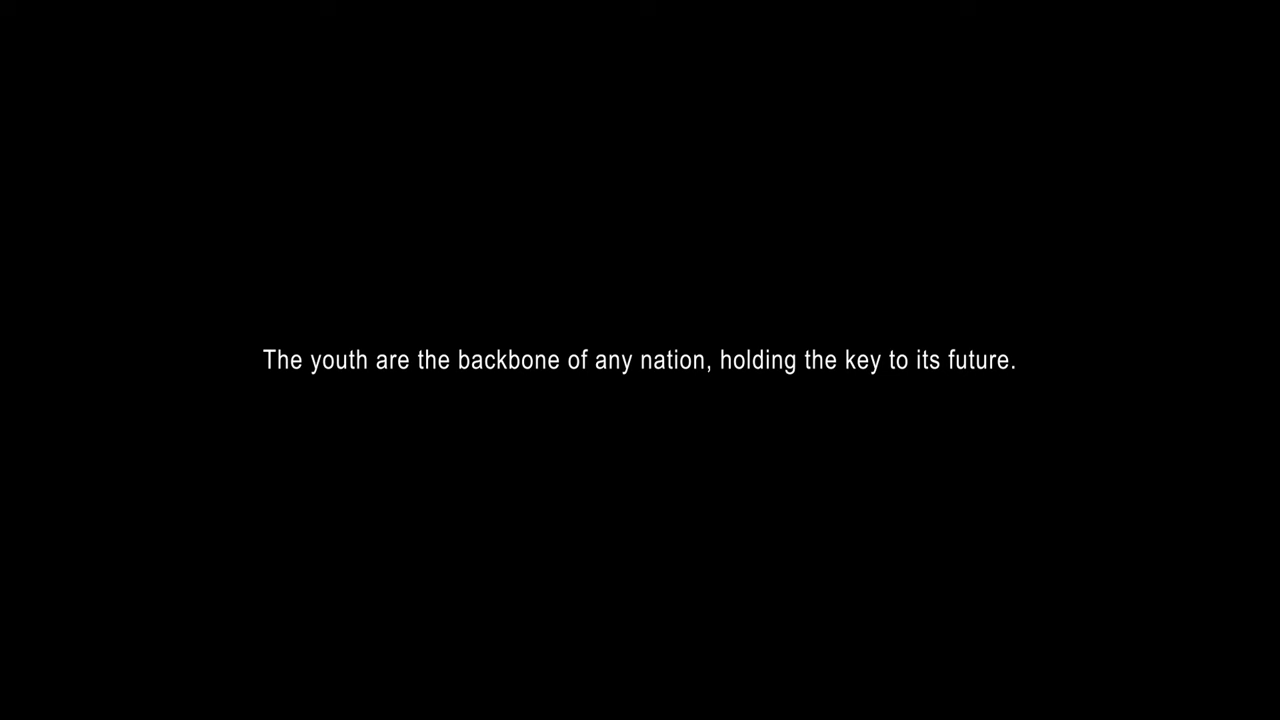 The youth are the backbone of any nation, holding the key to its future.